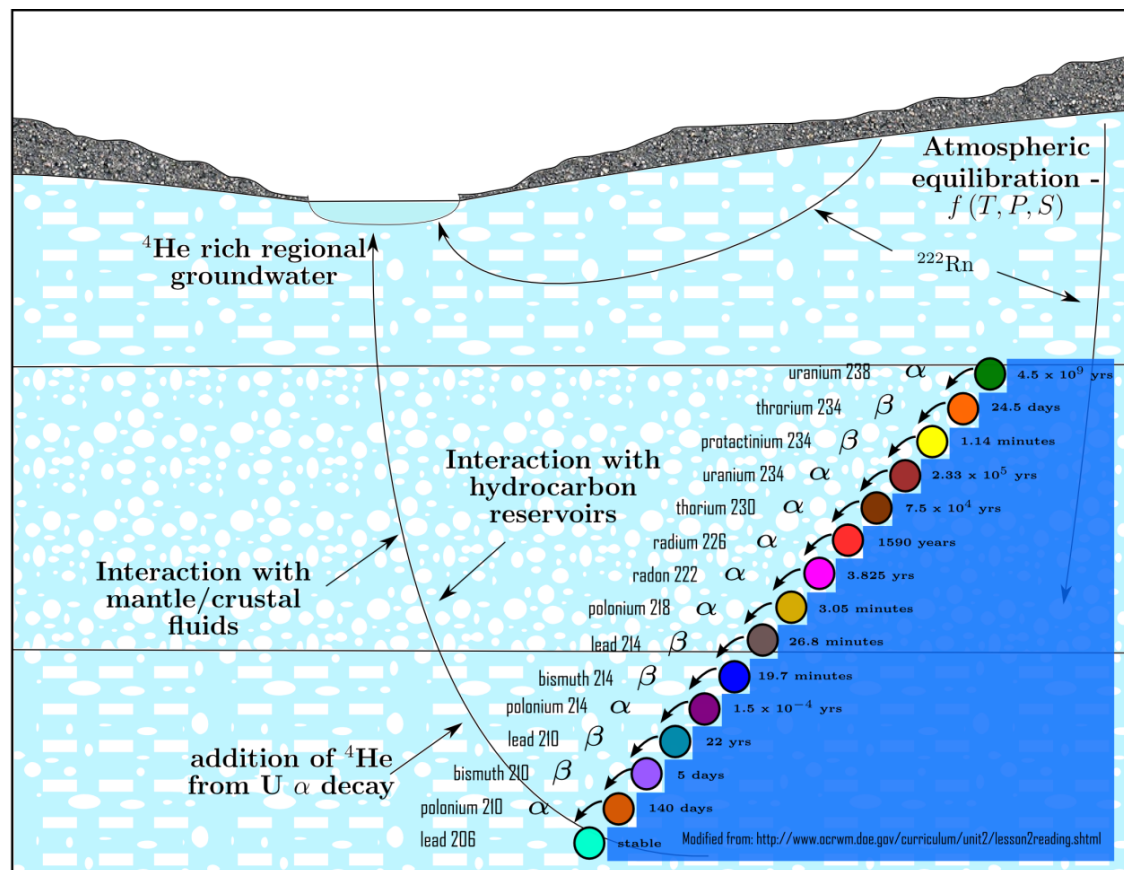 Atmospheric
equilibration -
f (T, P, S)
²²²Rn
⁴He rich regional
groundwater
uranium 238 α 4.5 x 10⁹ yrs
throrium 234 β 24.5 days
protactinium 234 β 1.14 minutes
uranium 234 α 2.33 x 10⁵ yrs
thorium 230 α 7.5 x 10⁴ yrs
radium 226 α 1590 years
radon 222 α 3.825 yrs
polonium 218 α 3.05 minutes
lead 214 β 26.8 minutes
bismuth 214 β 19.7 minutes
polonium 214 α 1.5 x 10⁻⁴ yrs
lead 210 β 22 yrs
bismuth 210 β 5 days
polonium 210 α 140 days
lead 206 stable
Interaction with
hydrocarbon
reservoirs
Interaction with
mantle/crustal
fluids
addition of ⁴He
from U α decay
Modified from: http://www.ocrwm.doe.gov/curriculum/unit2/lesson2reading.shtml